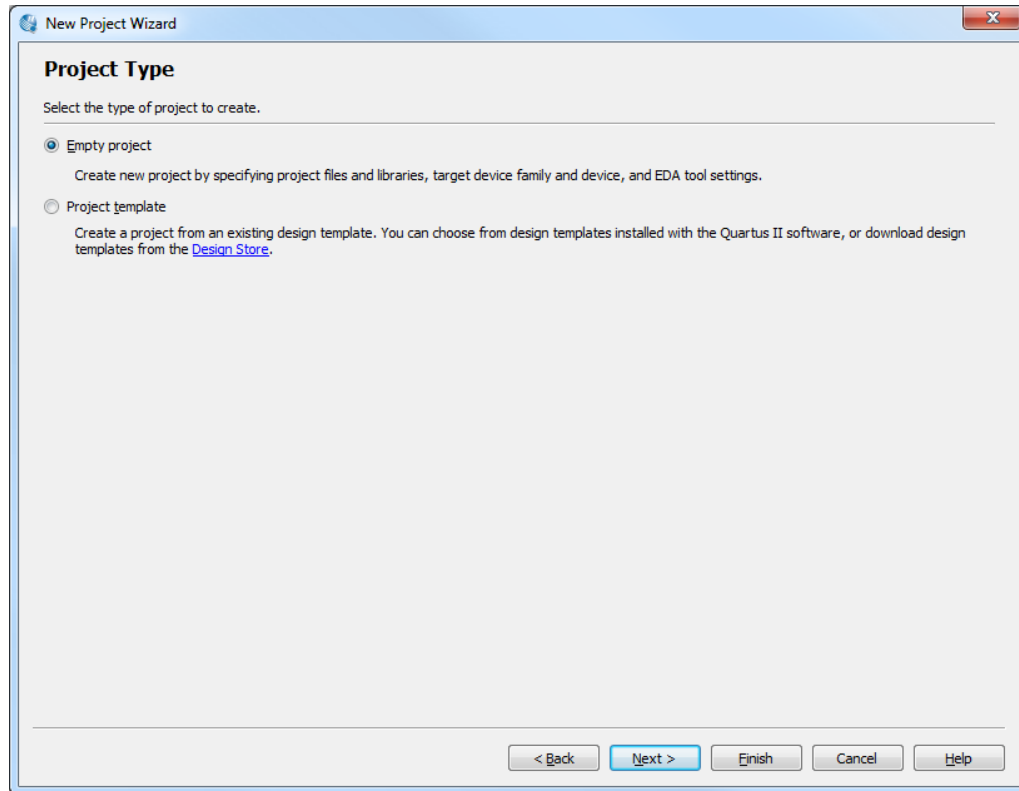 New Project Wizard
Project Type
Select the type of project to create.
Empty project
Create new project by specifying project files and libraries, target device family and device, and EDA tool settings.
Project template
Create a project from an existing design template. You can choose from design templates installed with the Quartus II software, or download design
templates from the Design Store.
< Back Next > Finish Cancel Help